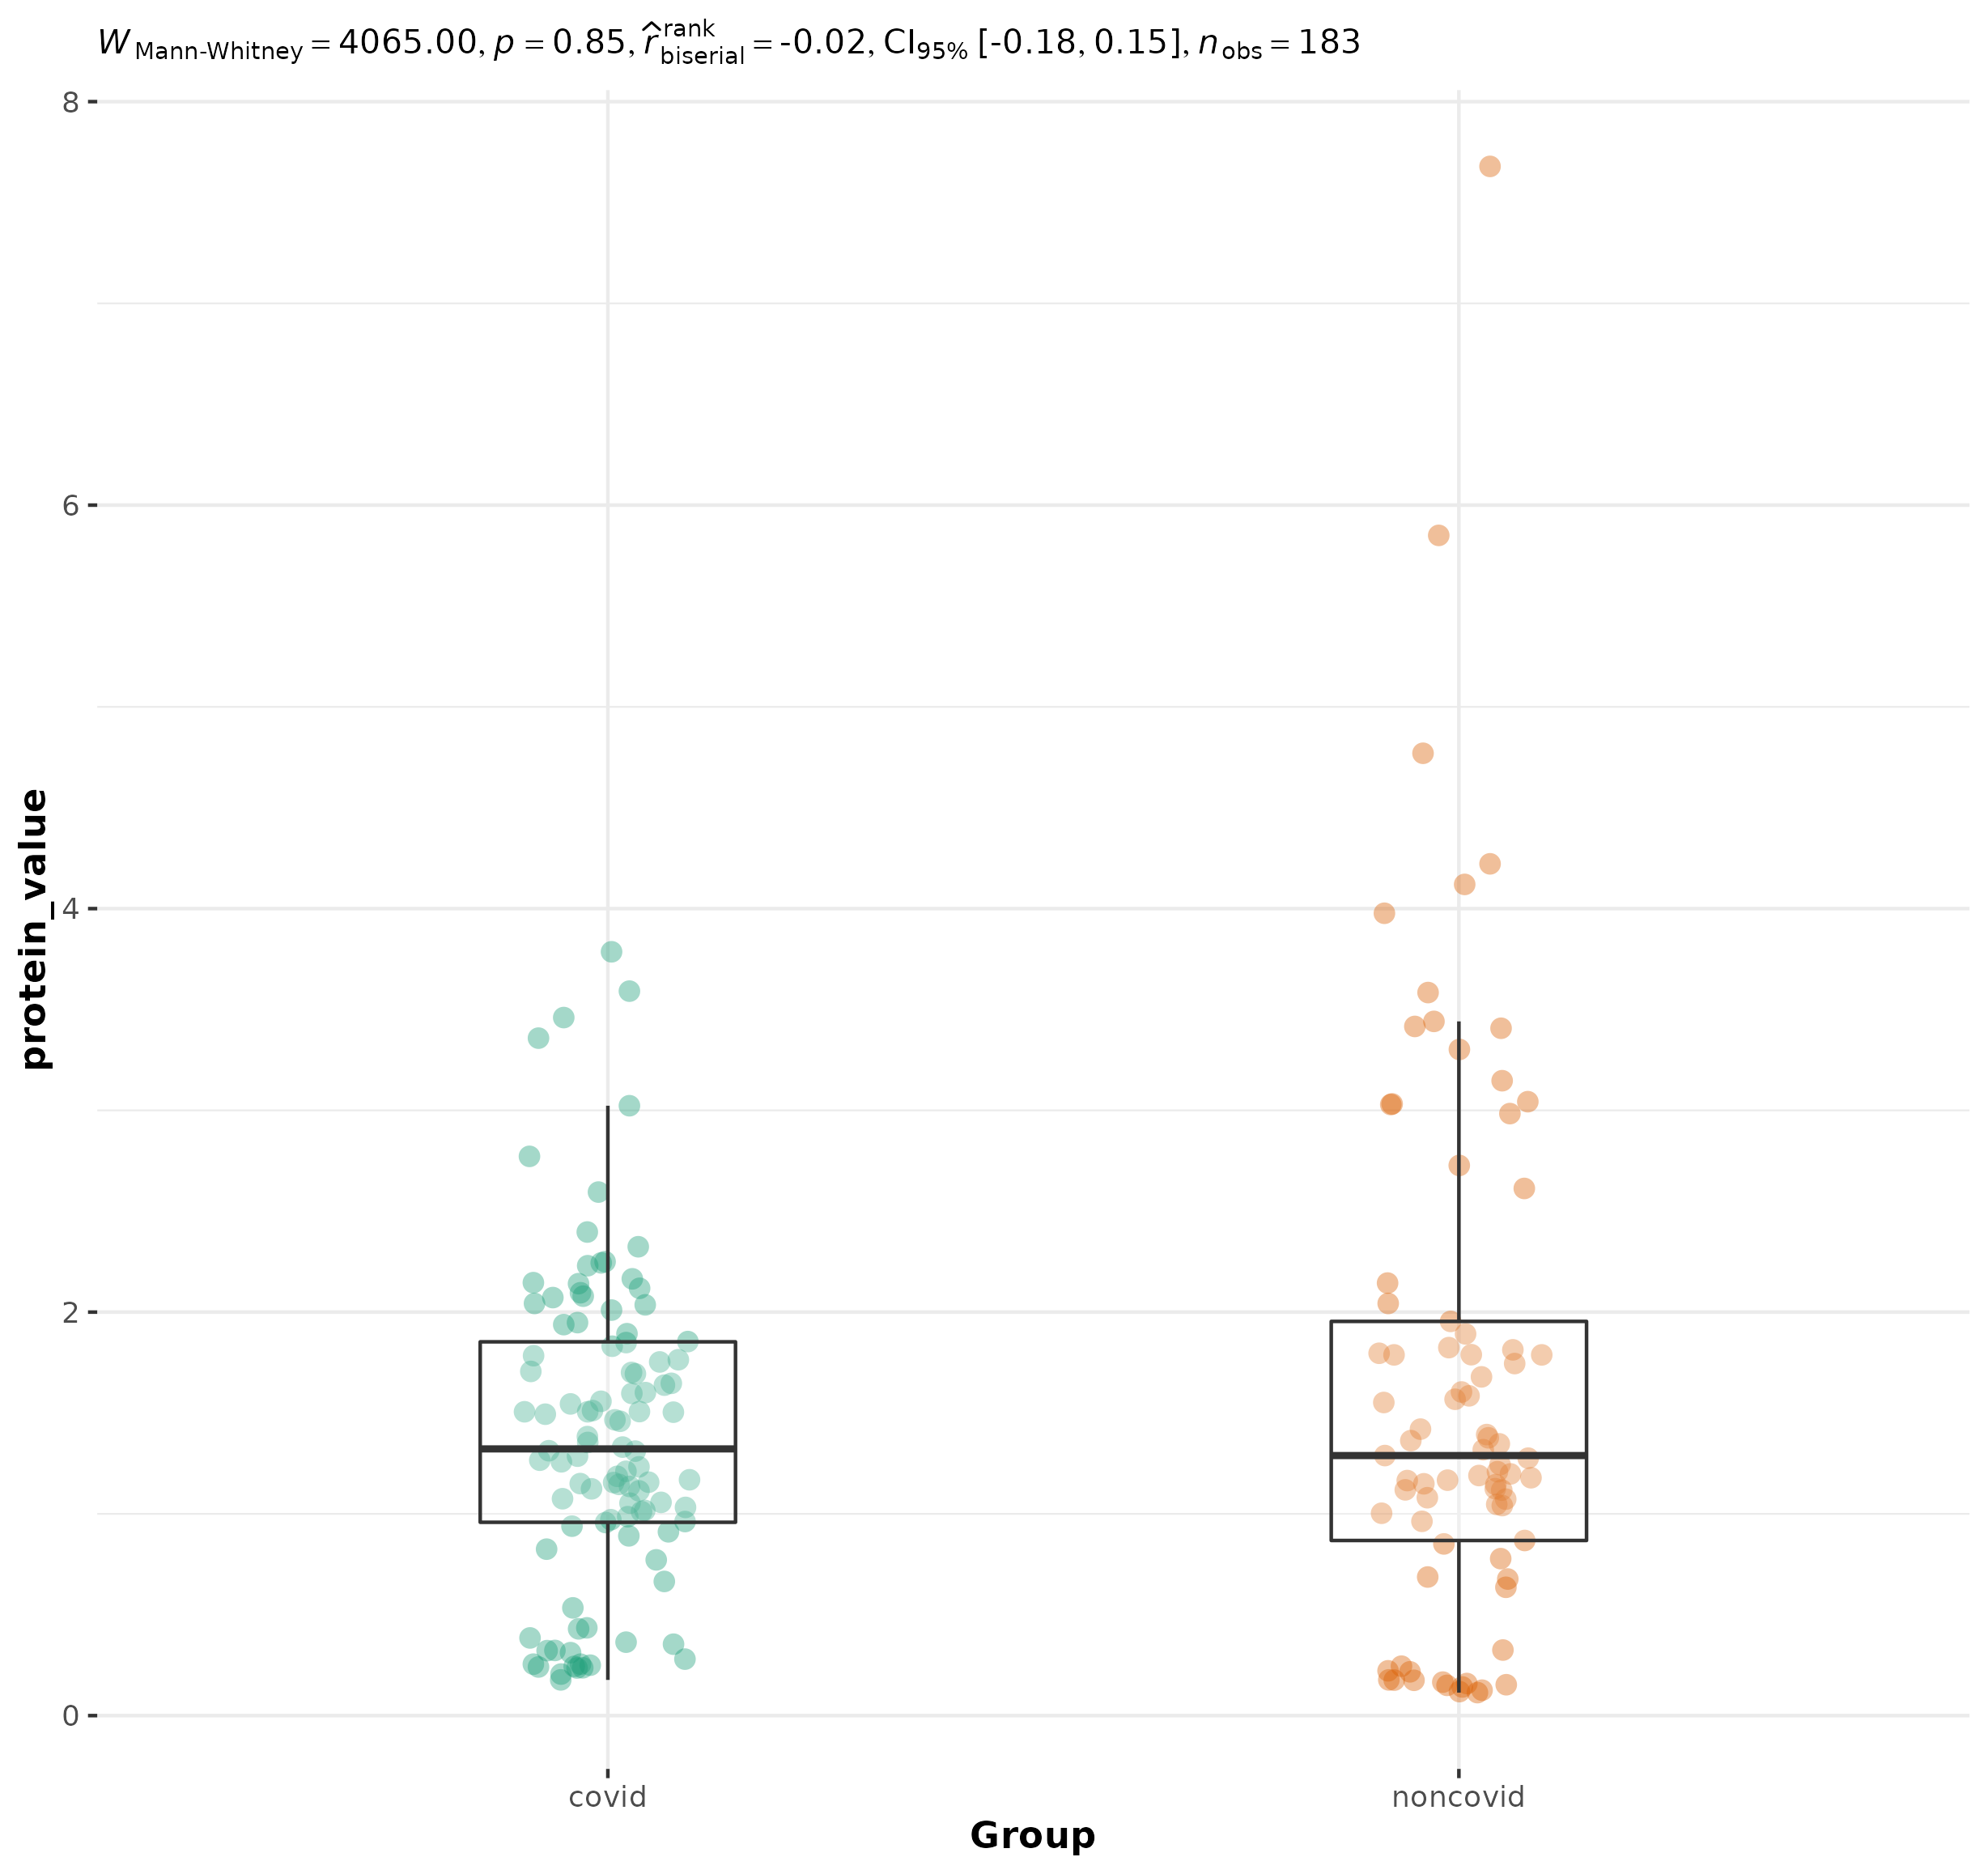 W Mann-Whitney = 4065.00, p = 0.85, r̂ rank biserial = -0.02, CI95% [-0.18, 0.15], nobs = 183
8
6
4
2
0
protein_value
covid noncovid
Group